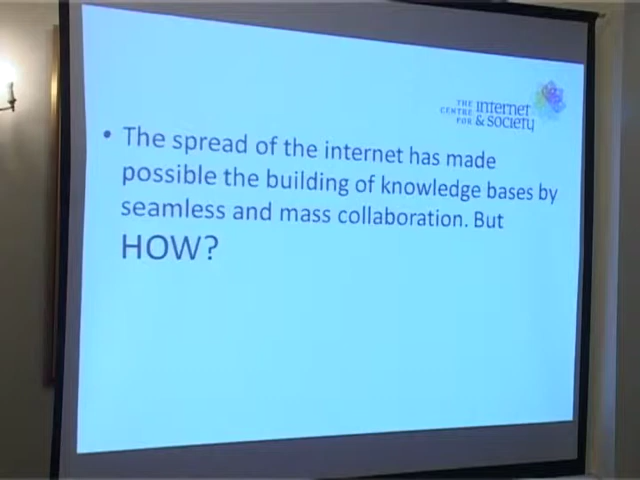 THE CENTRE FOR internet & society
• The spread of the internet has made
possible the building of knowledge bases by
seamless and mass collaboration. But
HOW?